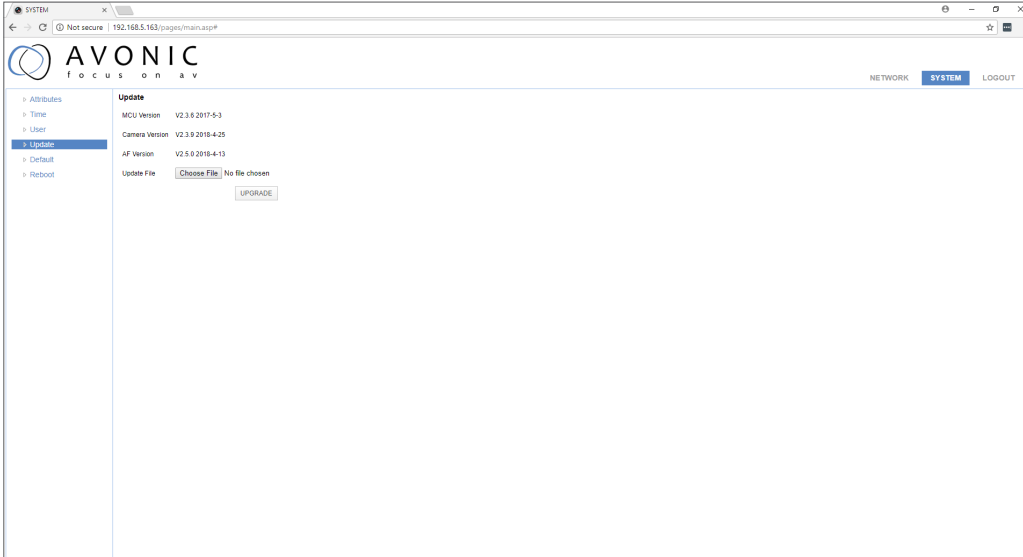 SYSTEM
Not secure 192.168.5.163/pages/main.asp#
AVONIC
focus on av
NETWORK SYSTEM LOGOUT
Attributes
Time
User
Update
Default
Reboot
Update
MCU Version V2.3.6 2017-5-3
Camera Version V2.3.9 2018-4-25
AF Version V2.5.0 2018-4-13
Update File Choose File No file chosen
UPGRADE